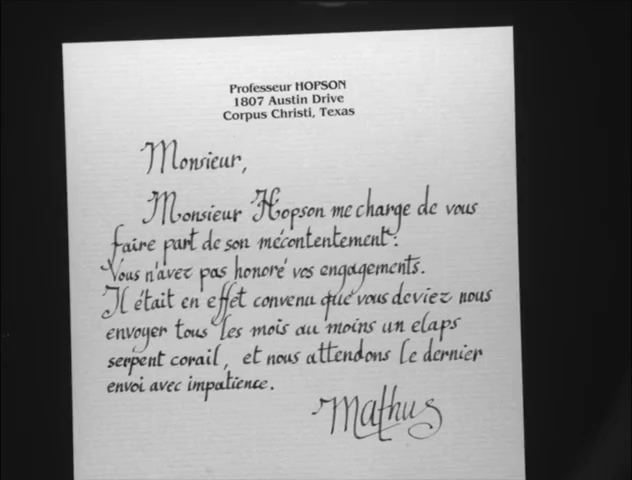 Professeur HOPSON
1807 Austin Drive
Corpus Christi, Texas
Monsieur,
Monsieur Hopson me charge de vous
faire part de son mécontentement :
Vous n'avez pas honoré vos engagements.
Il était en effet convenu que vous deviez nous
envoyer tous les mois au moins un elaps
serpent corail, et nous attendons le dernier
envoi avec impatience.
Mathus